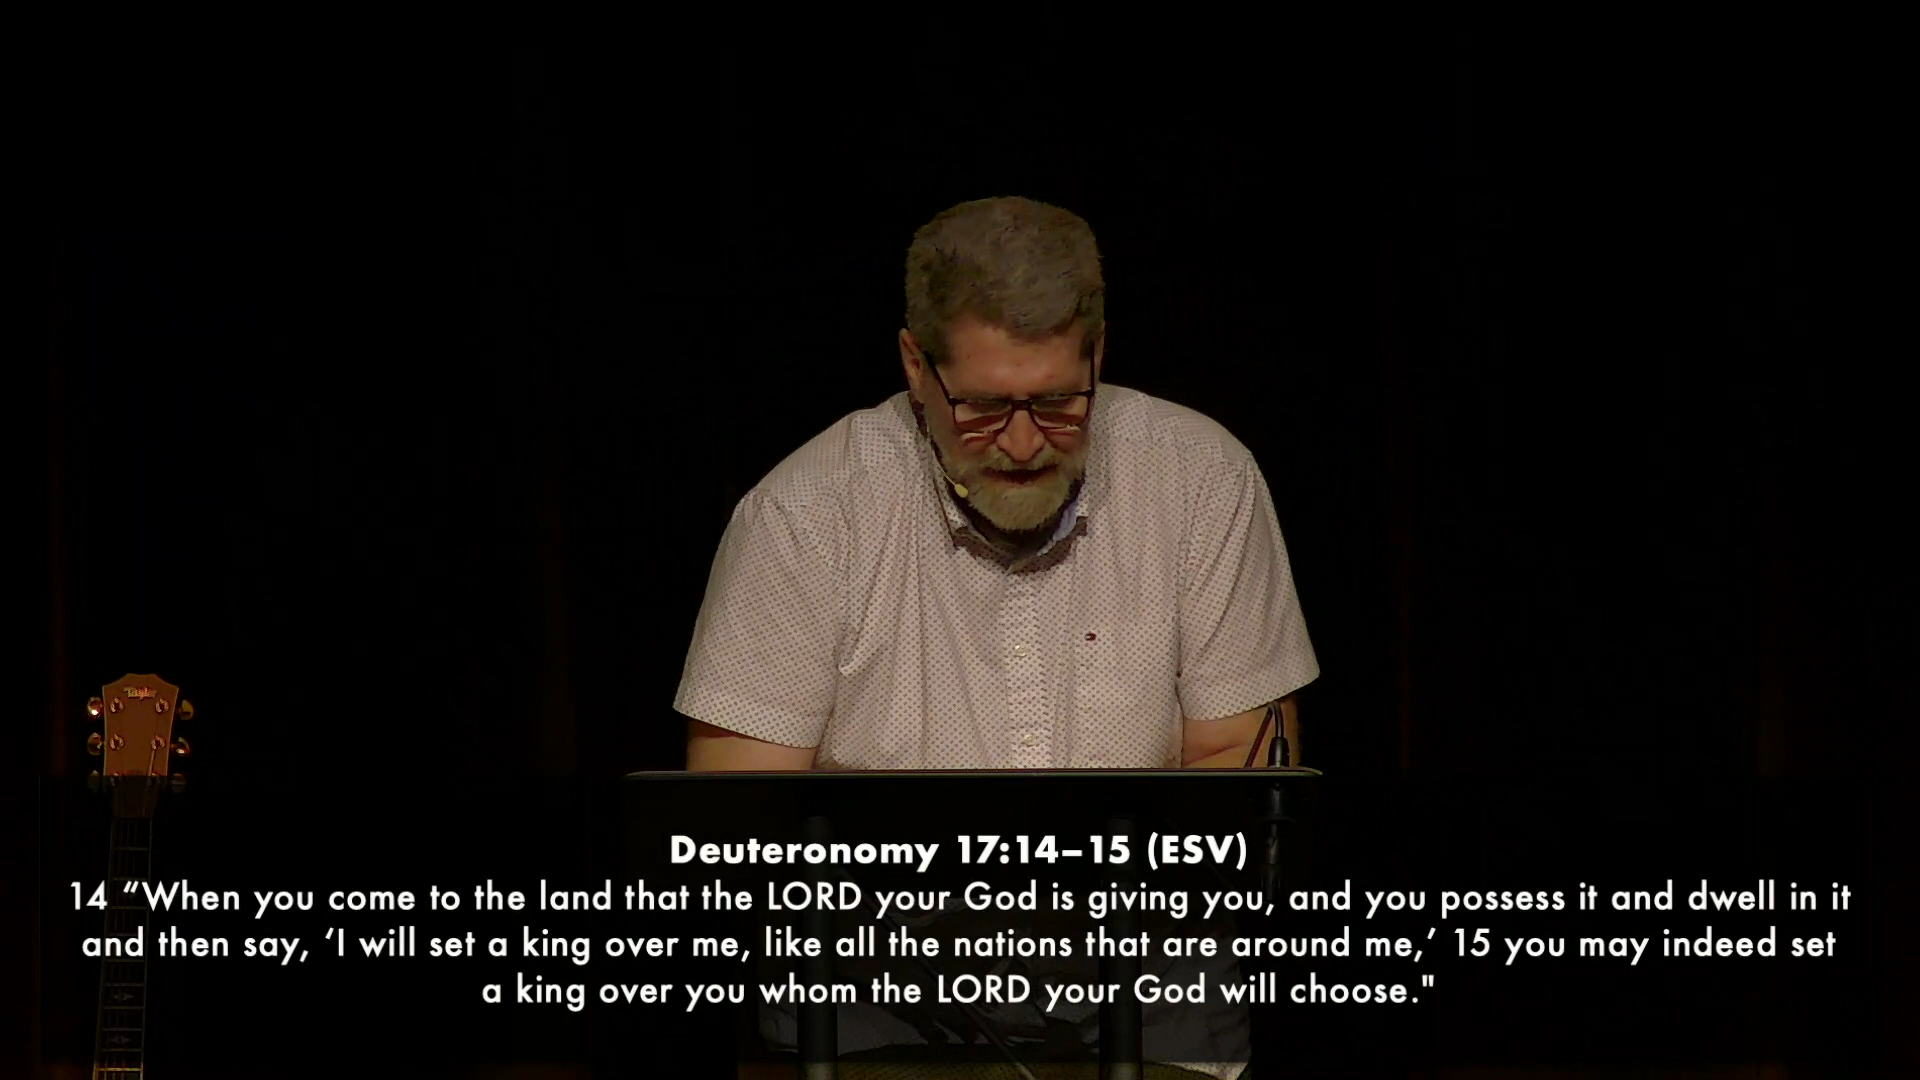 Taylor
Deuteronomy 17:14–15 (ESV)
14 “When you come to the land that the LORD your God is giving you, and you possess it and dwell in it
and then say, ‘I will set a king over me, like all the nations that are around me,’ 15 you may indeed set
a king over you whom the LORD your God will choose."